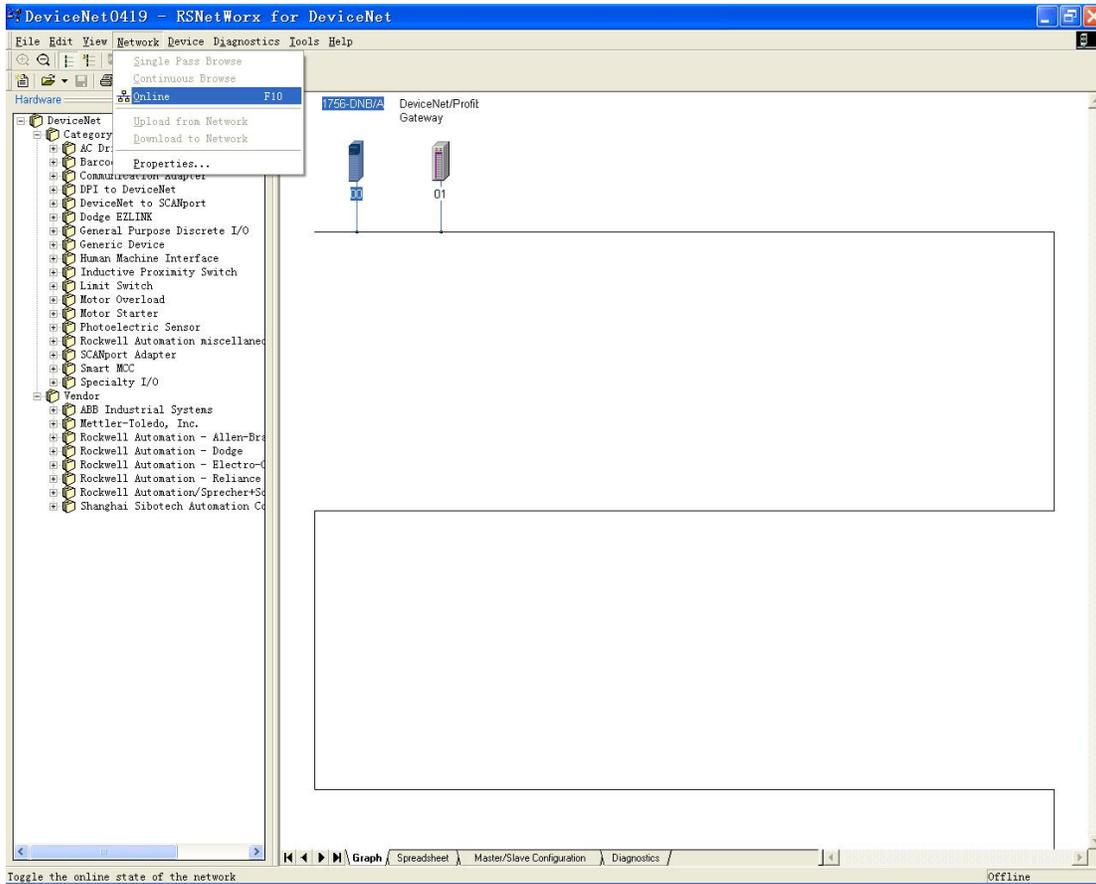 DeviceNet0419 - RSNetWorx for DeviceNet
File Edit View Network Device Diagnostics Tools Help
Single Pass Browse
Continuous Browse
Online F10
Upload from Network
Download to Network
Properties...
Hardware
DeviceNet
Category
AC Dr
Barco
Communication Adapter
DPI to DeviceNet
DeviceNet to SCANport
Dodge EZLINK
General Purpose Discrete I/O
Generic Device
Human Machine Interface
Inductive Proximity Switch
Limit Switch
Motor Overload
Motor Starter
Photoelectric Sensor
Rockwell Automation miscellaneo
SCANport Adapter
Smart MCC
Specialty I/O
Vendor
ABB Industrial Systems
Mettler-Toledo, Inc.
Rockwell Automation - Allen-Bra
Rockwell Automation - Dodge
Rockwell Automation - Electro-C
Rockwell Automation - Reliance
Rockwell Automation/Sprecher+Sc
Shanghai Sibotech Automation Co
1756-DNB/A
DeviceNet/Profit
Gateway
00
01
Graph Spreadsheet Master/Slave Configuration Diagnostics
Toggle the online state of the network
Offline